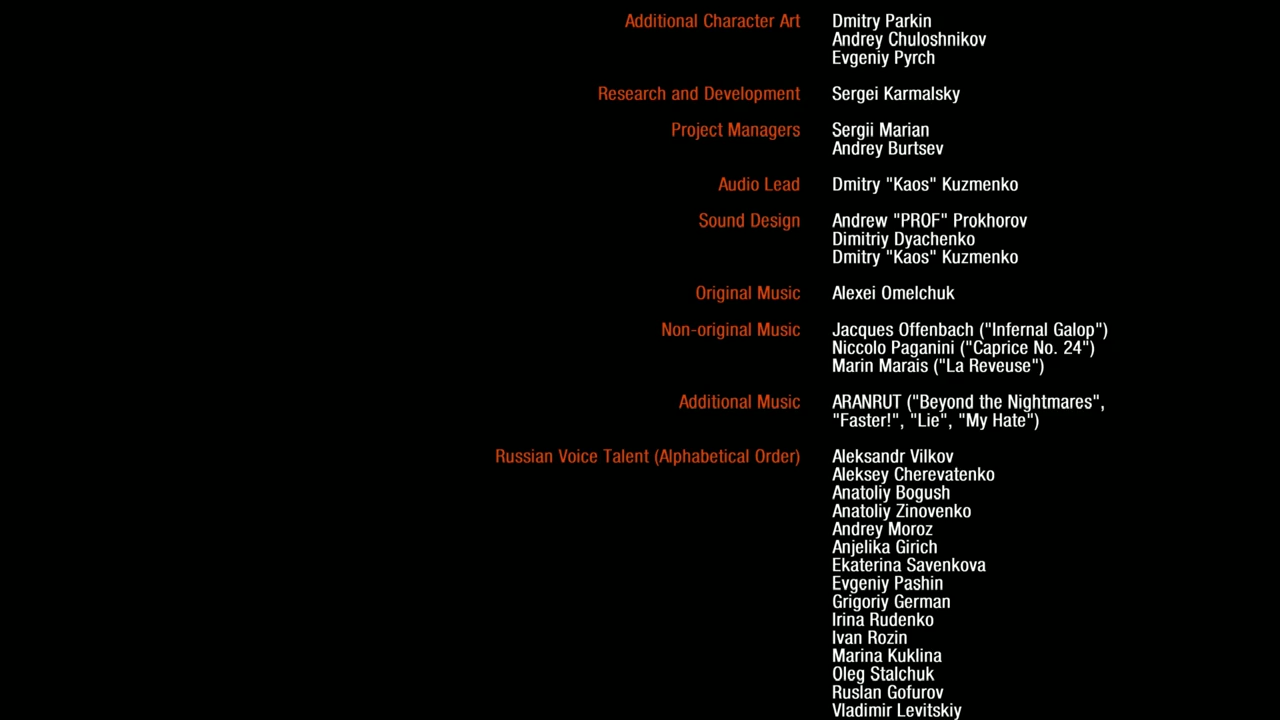 Additional Character Art Dmitry Parkin
Andrey Chuloshnikov
Evgeniy Pyrch
Research and Development Sergei Karmalsky
Project Managers Sergii Marian
Andrey Burtsev
Audio Lead Dmitry "Kaos" Kuzmenko
Sound Design Andrew "PROF" Prokhorov
Dimitriy Dyachenko
Dmitry "Kaos" Kuzmenko
Original Music Alexei Omelchuk
Non-original Music Jacques Offenbach ("Infernal Galop")
Niccolo Paganini ("Caprice No. 24")
Marin Marais ("La Reveuse")
Additional Music ARANRUT ("Beyond the Nightmares",
"Faster!", "Lie", "My Hate")
Russian Voice Talent (Alphabetical Order) Aleksandr Vilkov
Aleksey Cherevatenko
Anatoliy Bogush
Anatoliy Zinovenko
Andrey Moroz
Anjelika Girich
Ekaterina Savenkova
Evgeniy Pashin
Grigoriy German
Irina Rudenko
Ivan Rozin
Marina Kuklina
Oleg Stalchuk
Ruslan Gofurov
Vladimir Levitskiy